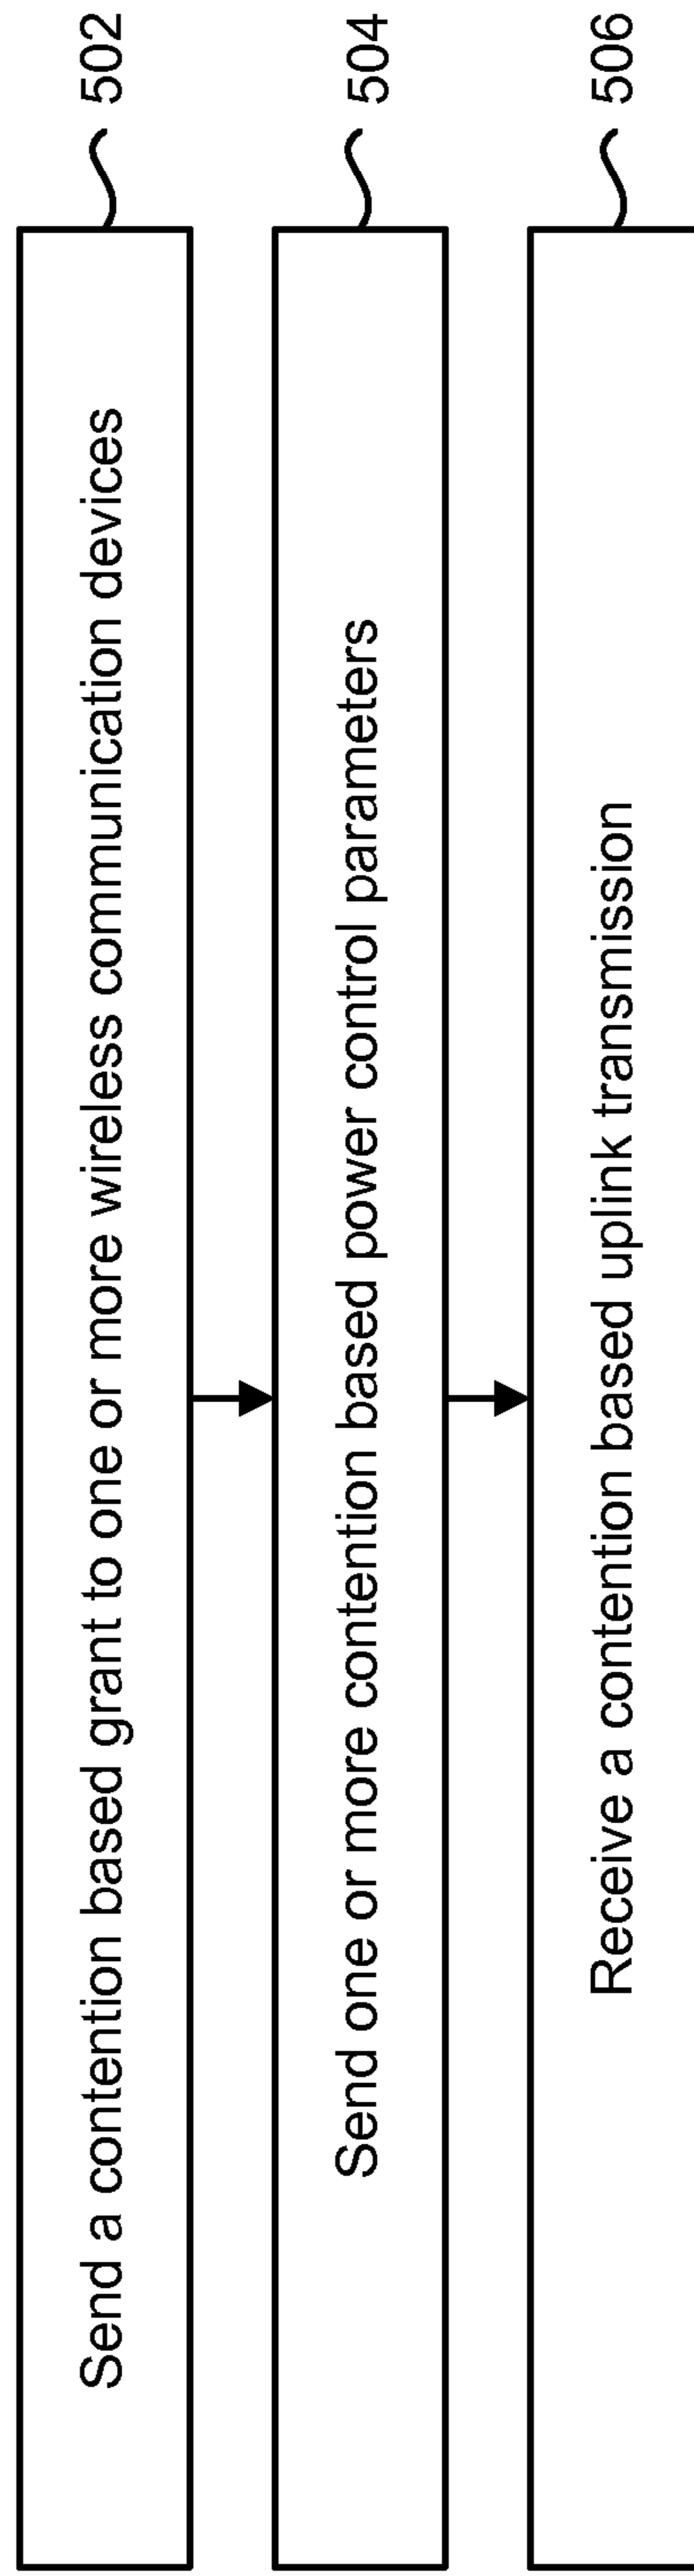 Send a contention based grant to one or more wireless communication devices
502
Send one or more contention based power control parameters
504
Receive a contention based uplink transmission
506